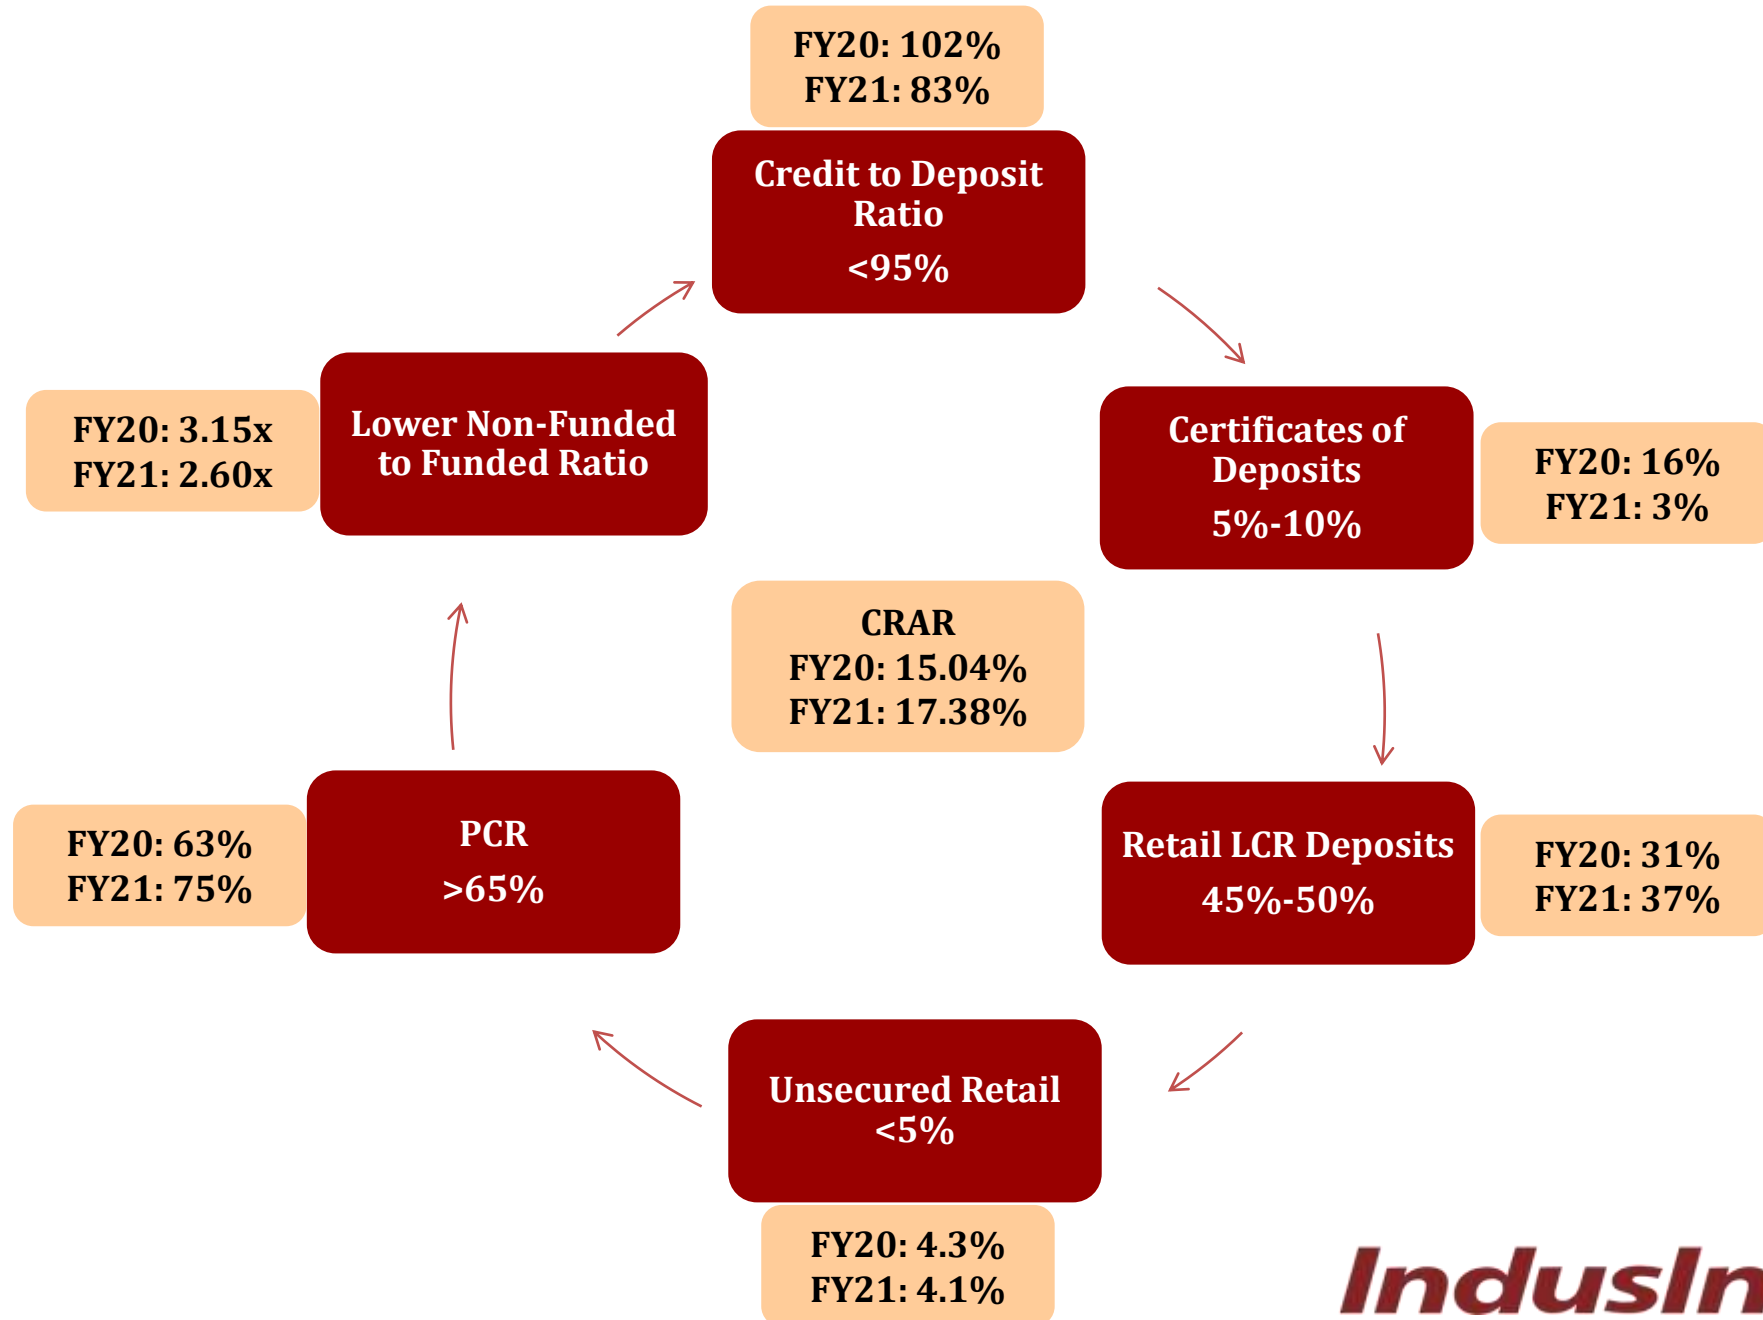 FY20: 102%
FY21: 83%
Credit to Deposit
Ratio
<95%
Certificates of
Deposits
5%-10%
FY20: 16%
FY21: 3%
Retail LCR Deposits
45%-50%
FY20: 31%
FY21: 37%
Unsecured Retail
<5%
FY20: 4.3%
FY21: 4.1%
PCR
>65%
FY20: 63%
FY21: 75%
Lower Non-Funded
to Funded Ratio
FY20: 3.15x
FY21: 2.60x
CRAR
FY20: 15.04%
FY21: 17.38%
IndusIn